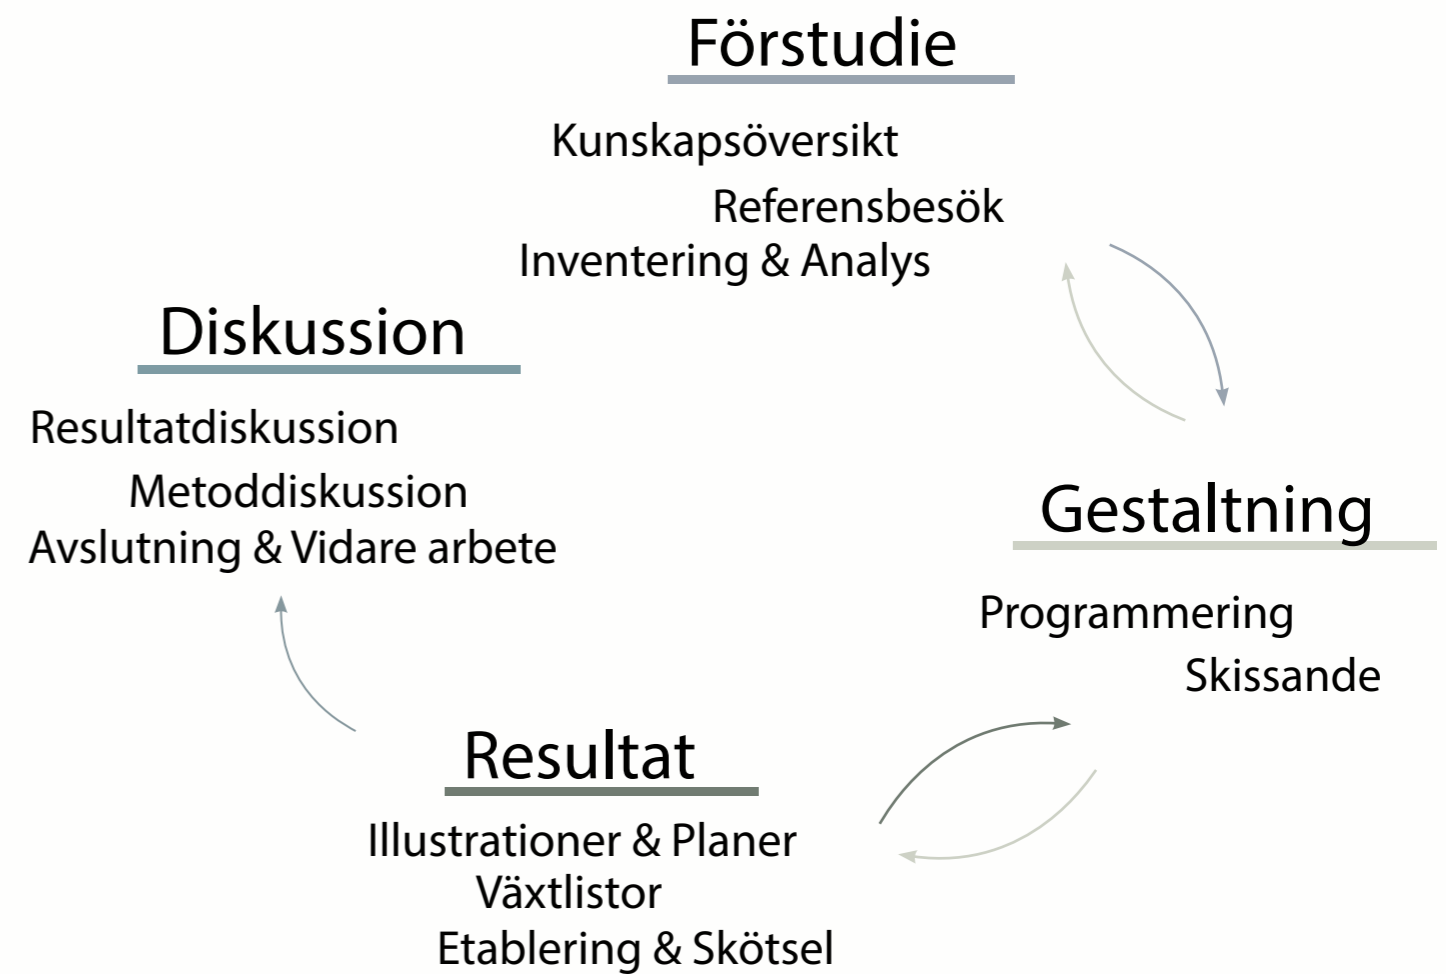 Förstudie
Kunskapsöversikt
Referensbesök
Inventering & Analys
Diskussion
Resultatdiskussion
Metoddiskussion
Avslutning & Vidare arbete
Gestaltning
Programmering
Skissande
Resultat
Illustrationer & Planer
Växtlistor
Etablering & Skötsel